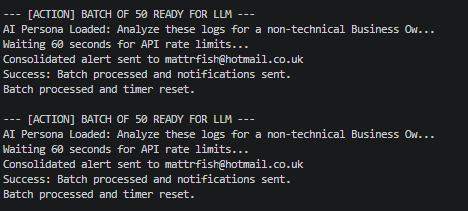 --- [ACTION] BATCH OF 50 READY FOR LLM ---
AI Persona Loaded: Analyze these logs for a non-technical Business Ow...
Waiting 60 seconds for API rate limits...
Consolidated alert sent to mattrfish@hotmail.co.uk
Success: Batch processed and notifications sent.
Batch processed and timer reset.

--- [ACTION] BATCH OF 50 READY FOR LLM ---
AI Persona Loaded: Analyze these logs for a non-technical Business Ow...
Waiting 60 seconds for API rate limits...
Consolidated alert sent to mattrfish@hotmail.co.uk
Success: Batch processed and notifications sent.
Batch processed and timer reset.